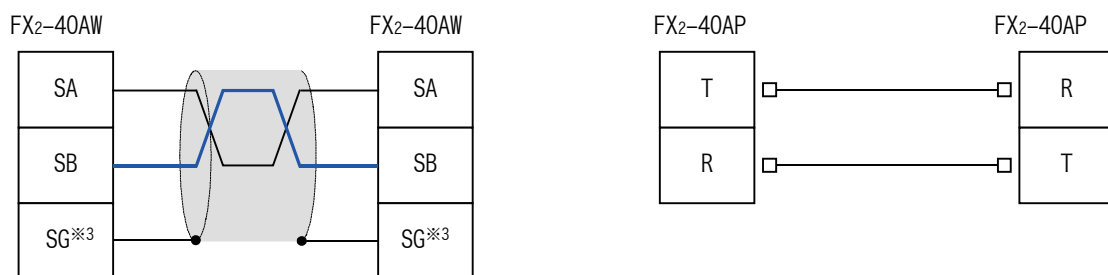 FX2-40AW FX2-40AW
SA SA
SB SB
SG※3 SG※3
FX2-40AP FX2-40AP
T R
R T